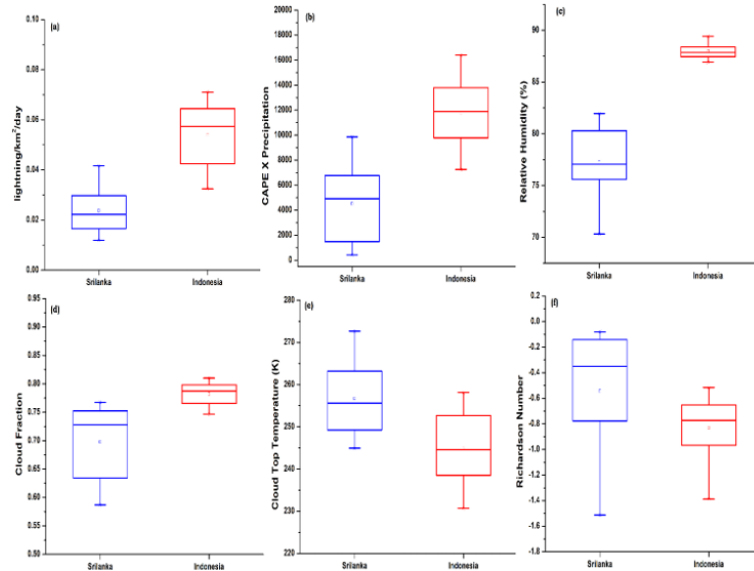 (a)
lightning/km²/day
0.10
0.08
0.06
0.04
0.02
0.00
Srilanka
Indonesia
(b)
CAPE X Precipitation
20000
18000
16000
14000
12000
10000
8000
6000
4000
2000
0
Srilanka
Indonesia
(c)
Relative Humidity (%)
90
85
80
75
70
Srilanka
Indonesia
(d)
Cloud Fraction
0.95
0.90
0.85
0.80
0.75
0.70
0.65
0.60
0.55
0.50
Srilanka
Indonesia
(e)
Cloud Top Temperature (K)
280
270
260
250
240
230
220
Srilanka
Indonesia
(f)
Richardson Number
0.2
0.0
-0.2
-0.4
-0.6
-0.8
-1.0
-1.2
-1.4
-1.6
-1.8
Srilanka
Indonesia